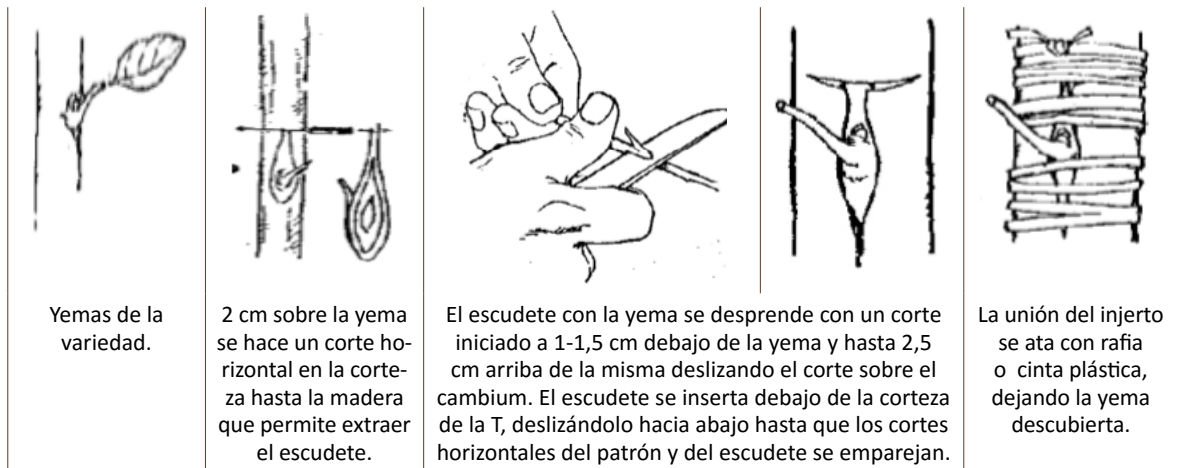 Yemas de la
variedad.
2 cm sobre la yema
se hace un corte ho-
rizontal en la corte-
za hasta la madera
que permite extraer
el escudete.
El escudete con la yema se desprende con un corte
iniciado a 1-1,5 cm debajo de la yema y hasta 2,5
cm arriba de la misma deslizando el corte sobre el
cambium. El escudete se inserta debajo de la corteza
de la T, deslizándolo hacia abajo hasta que los cortes
horizontales del patrón y del escudete se emparejan.
La unión del injerto
se ata con rafia
o cinta plástica,
dejando la yema
descubierta.